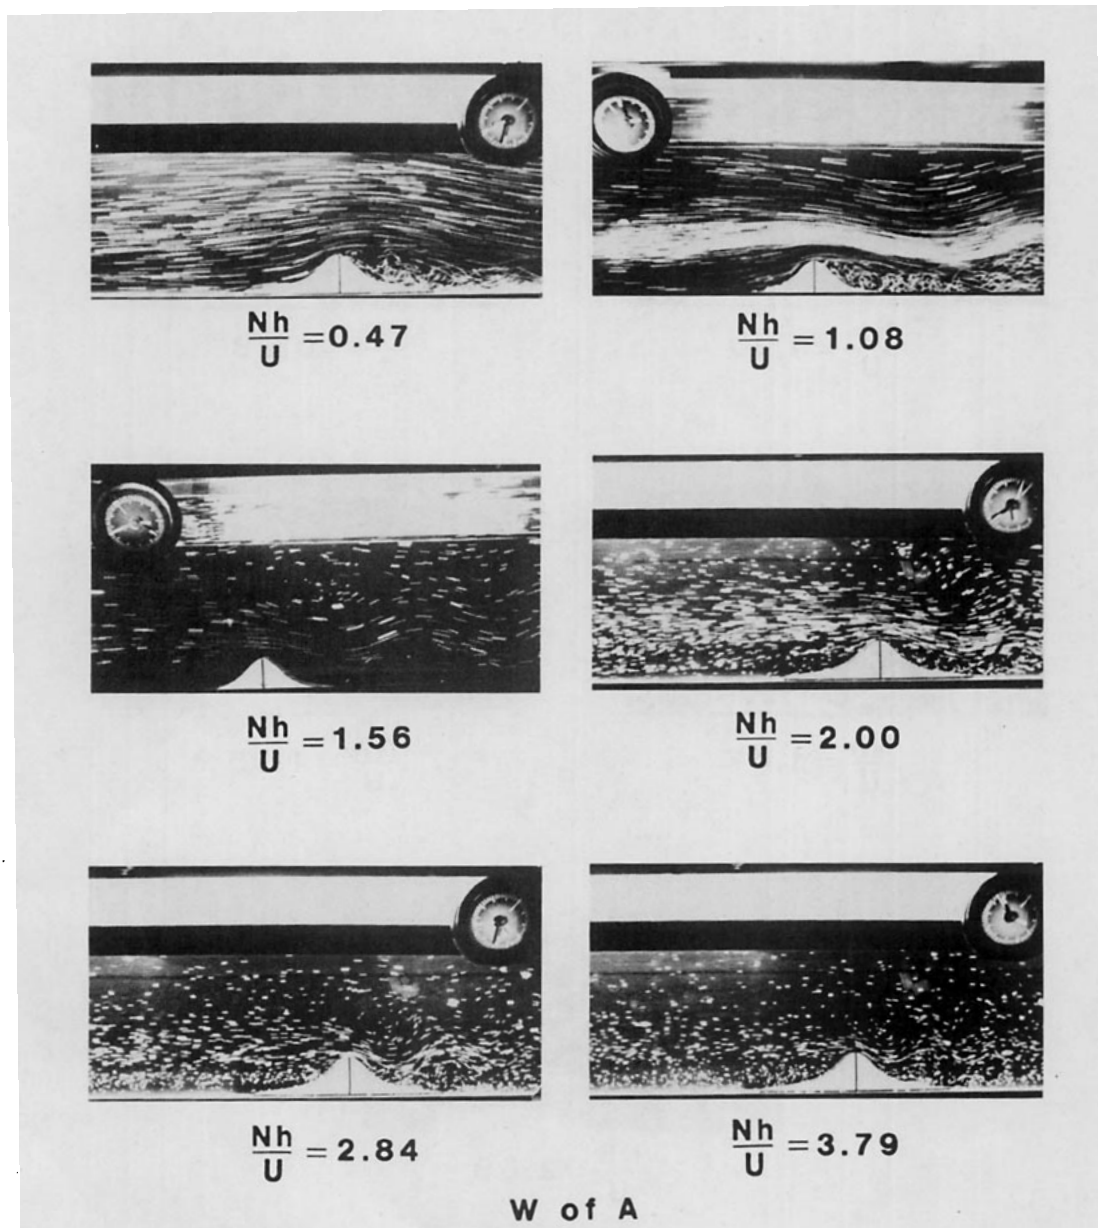 Nh/U = 0.47
Nh/U = 1.08
Nh/U = 1.56
Nh/U = 2.00
Nh/U = 2.84
Nh/U = 3.79
W of A